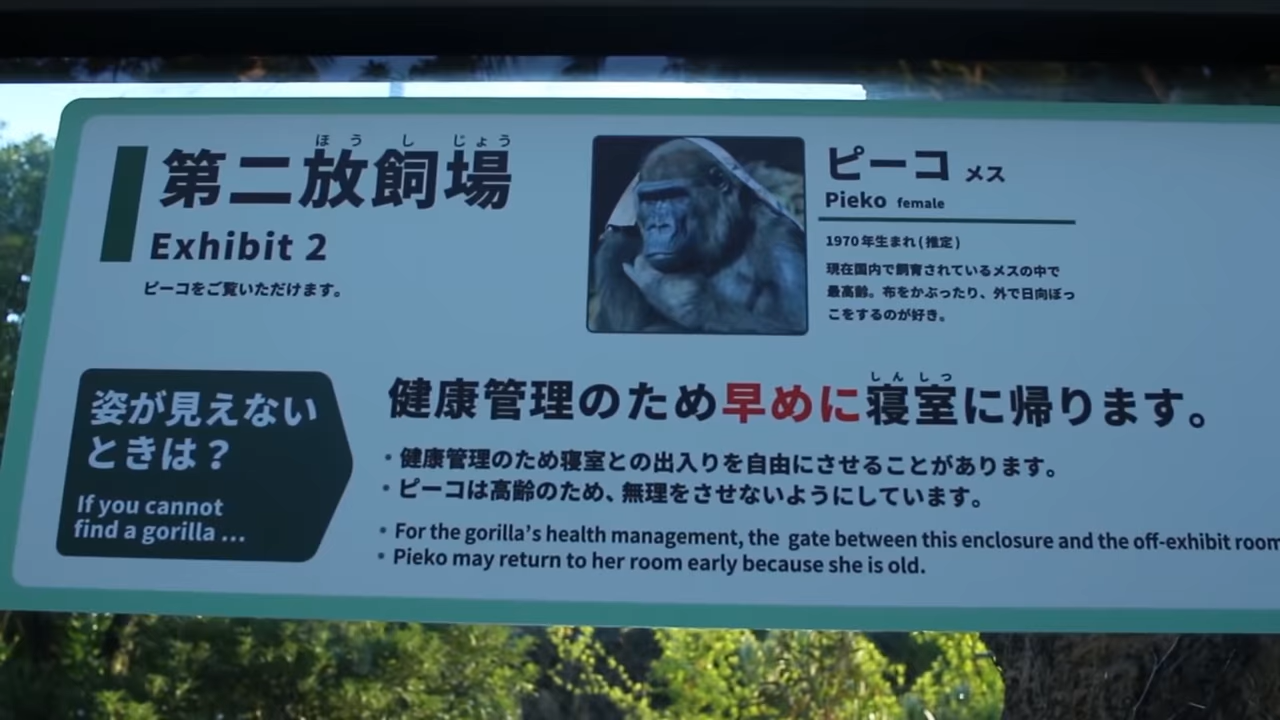 ほうしじょう
第二放飼場
Exhibit 2
ピーコをご覧いただけます。
ピーコ メス
Pieko female
1970年生まれ(推定)
現在国内で飼育されているメスの中で
最高齢。布をかぶったり、外で日向ぼっ
こをするのが好き。
姿が見えない
ときは？
If you cannot
find a gorilla ...
しんしつ
健康管理のため早めに寝室に帰ります。
・健康管理のため寝室との出入りを自由にさせることがあります。
・ピーコは高齢のため、無理をさせないようにしています。
• For the gorilla's health management, the gate between this enclosure and the off-exhibit room
• Pieko may return to her room early because she is old.